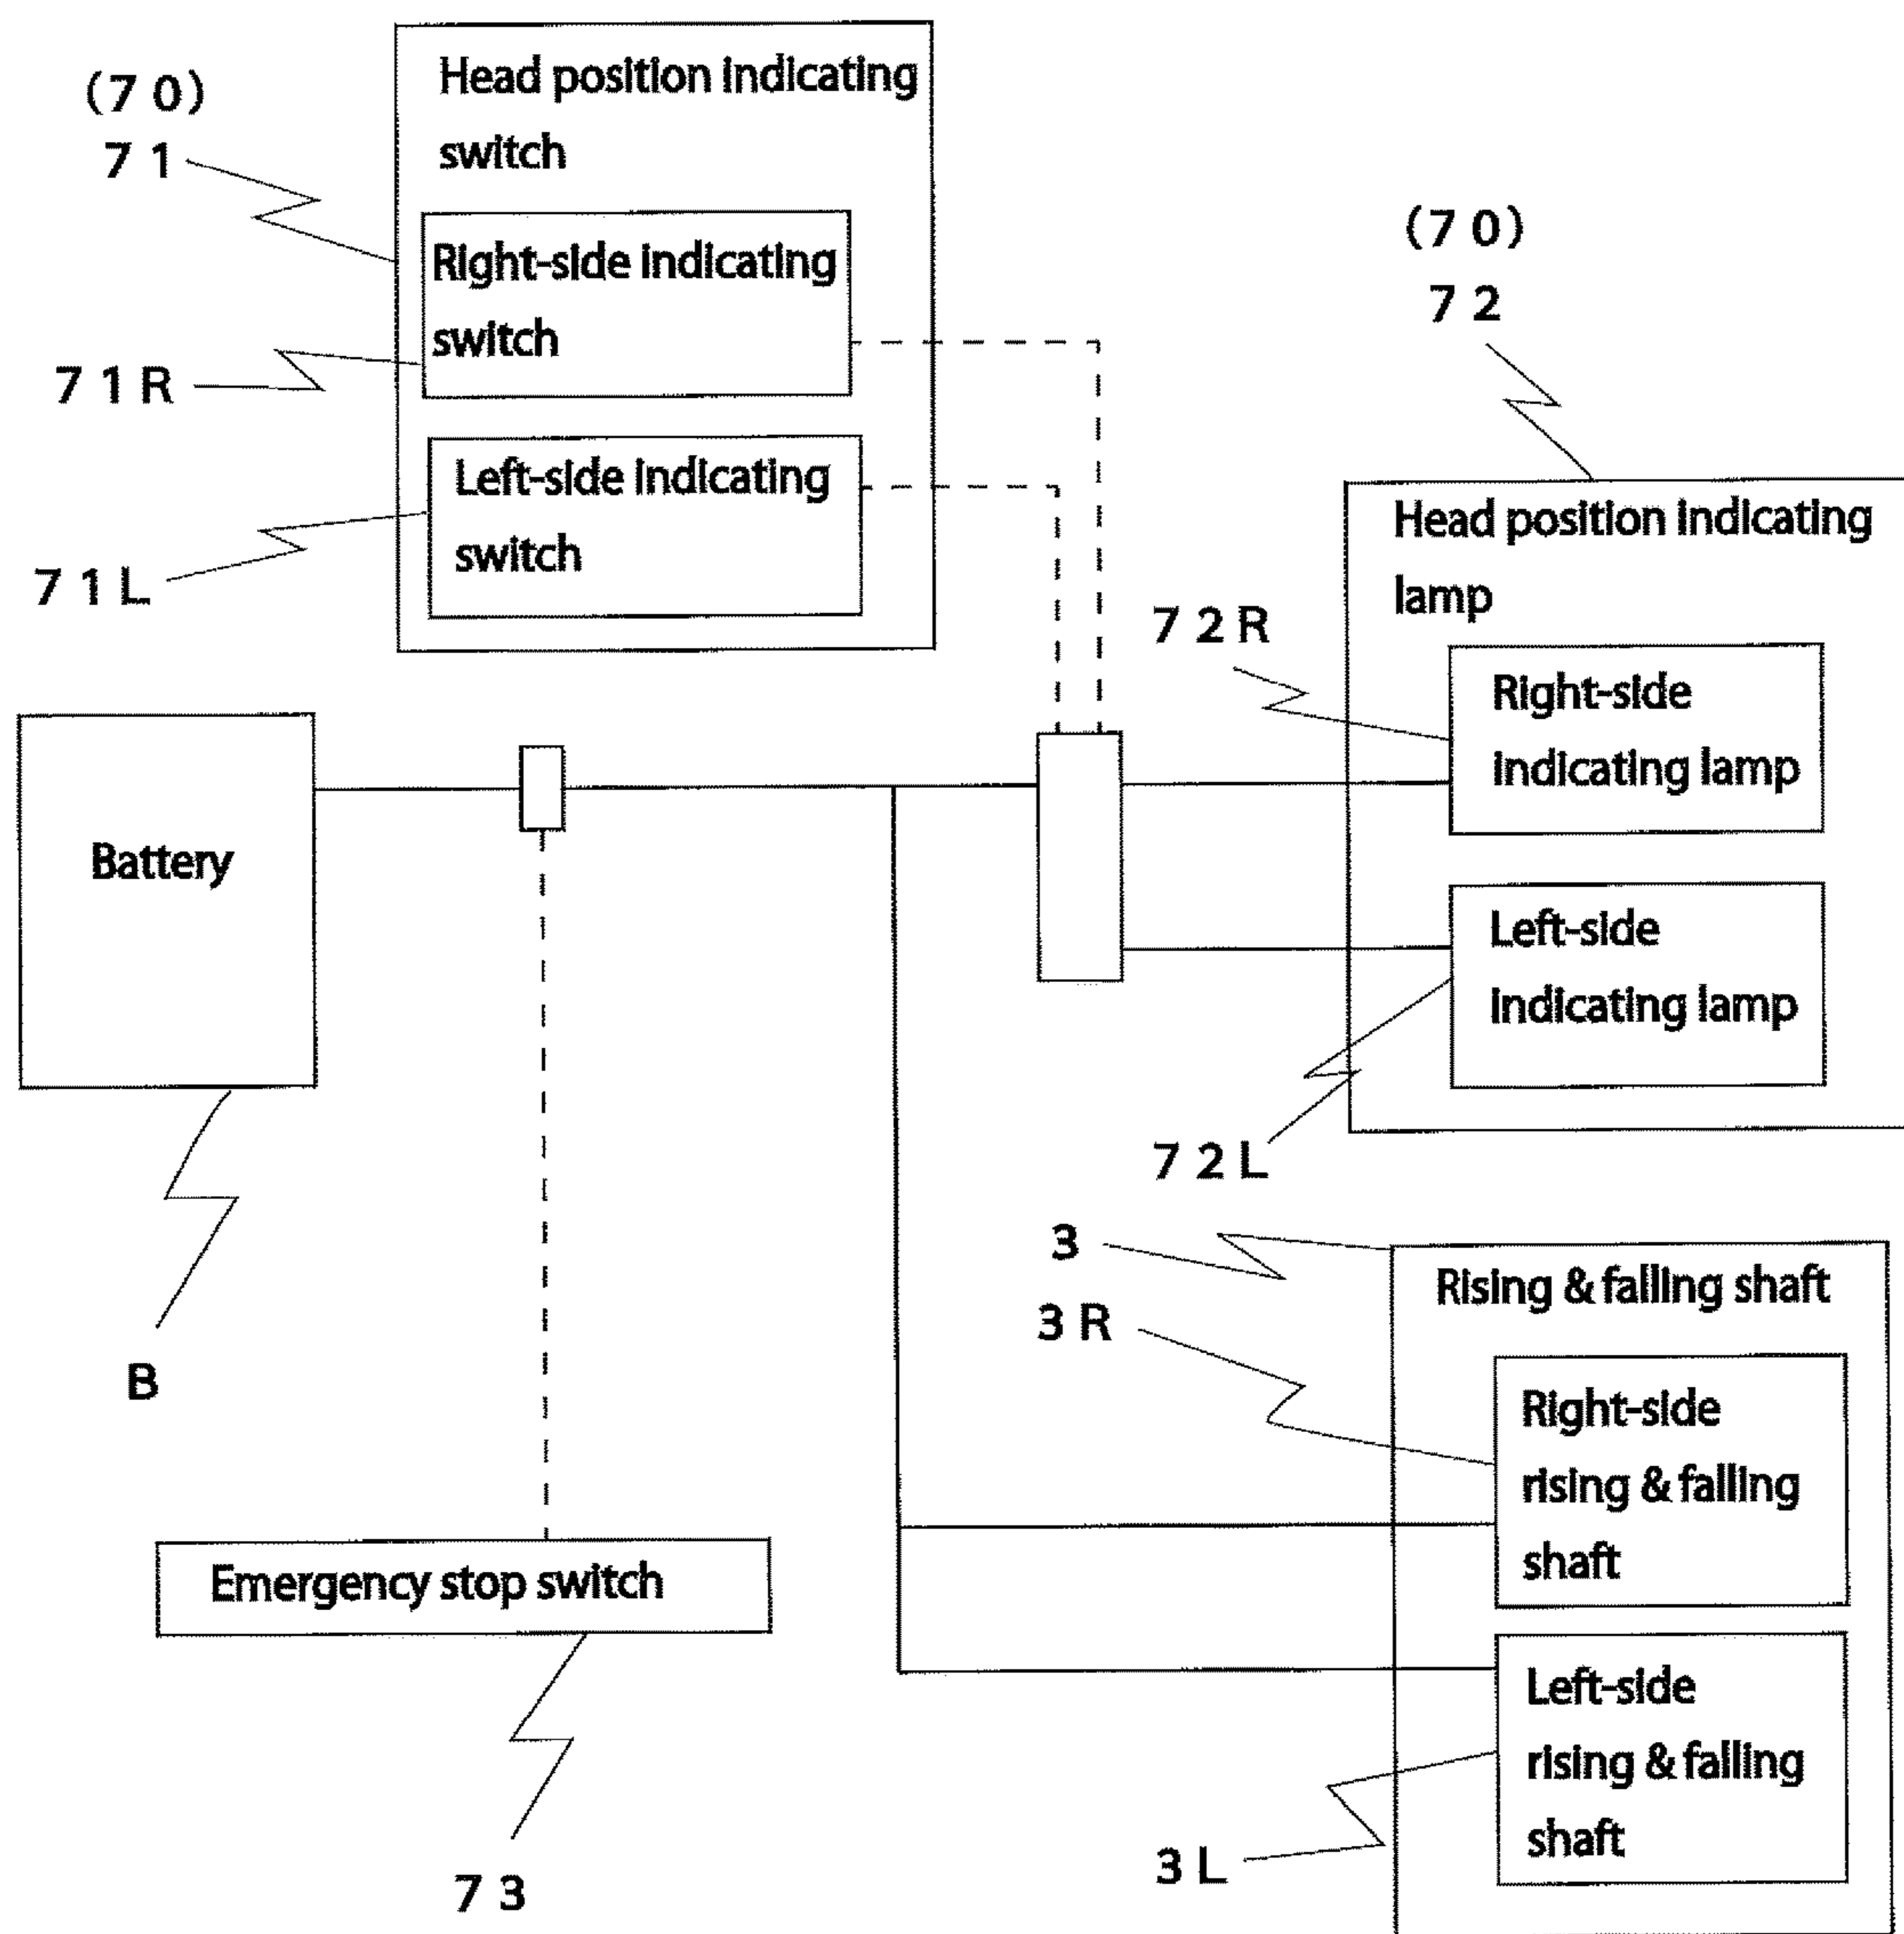 (70)
71
Head position indicating
switch
Right-side indicating
switch
71R
Left-side indicating
switch
71L
(70)
72
Head position indicating
lamp
72R
Right-side
indicating lamp
Left-side
indicating lamp
72L
Battery
B
3
Rising & falling shaft
3R
Right-side
rising & falling
shaft
Left-side
rising & falling
shaft
3L
Emergency stop switch
73